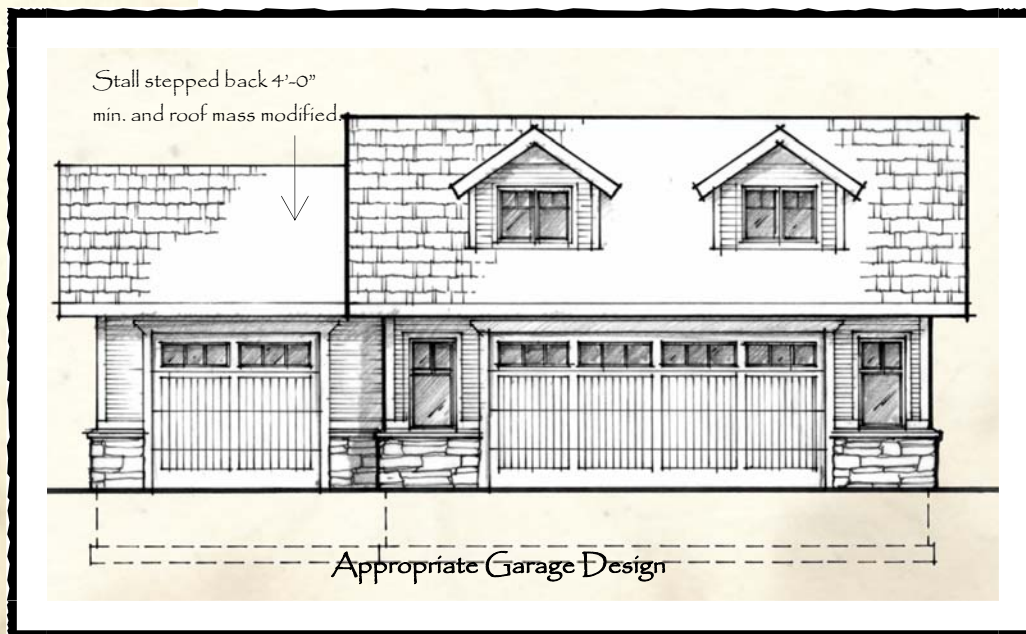 Stall stepped back 4'-0"
min. and roof mass modified.
Appropriate Garage Design